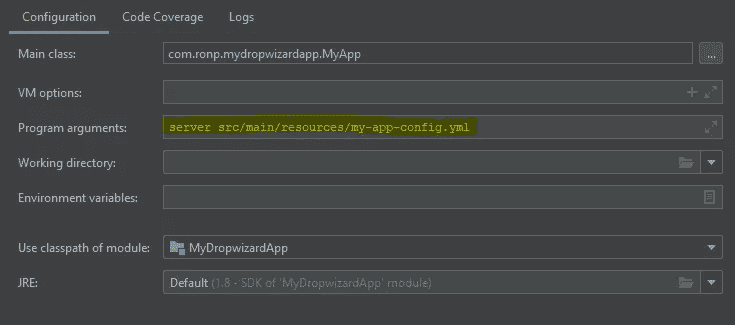 Configuration Code Coverage Logs
Main class: com.ronp.mydropwizardapp.MyApp ...
VM options:
Program arguments: server src/main/resources/my-app-config.yml
Working directory:
Environment variables:
Use classpath of module: MyDropwizardApp
JRE: Default (1.8 - SDK of 'MyDropwizardApp' module)